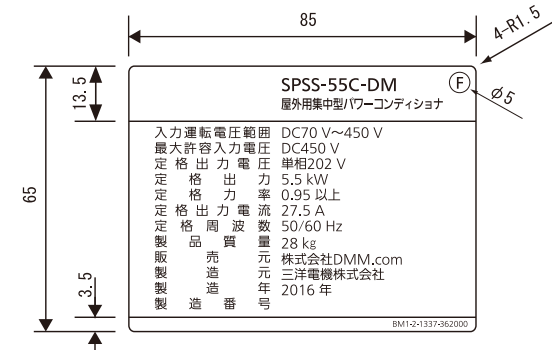 85
4-R1.5
SPSS-55C-DM
F
屋外用集中型パワーコンディショナ
φ5
13.5
65
3.5
入力運転電圧範囲 DC70 V～450 V
最大許容入力電圧 DC450 V
定格出力電圧 単相202 V
定格出力 5.5 kW
定格力率 0.95 以上
定格出力電流 27.5 A
定格周波数 50/60 Hz
製品質量 28 kg
販売元 株式会社DMM.com
製造元 三洋電機株式会社
製造年 2016 年
製造番号
BM1-2-1337-362000